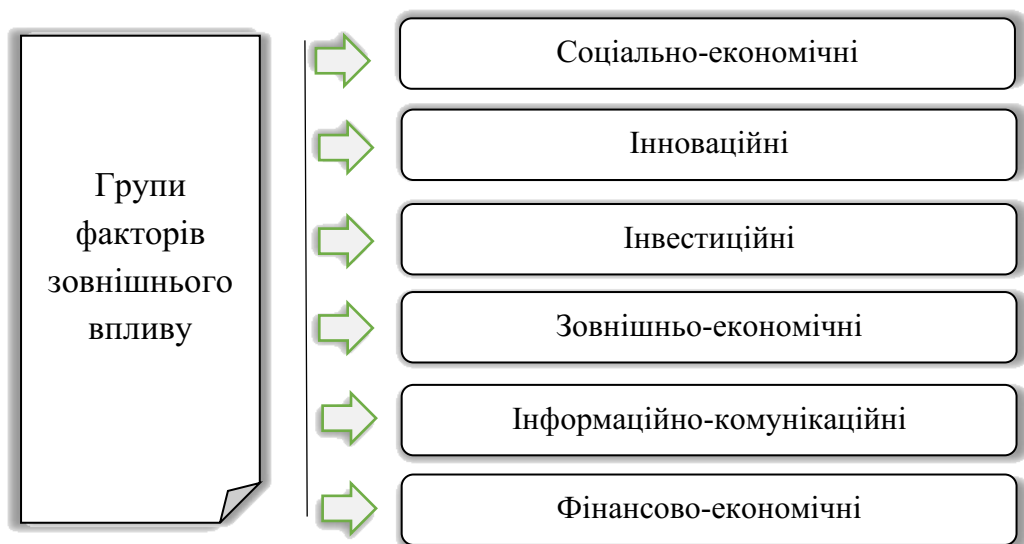 Групи
факторів
зовнішнього
впливу
Соціально-економічні
Інноваційні
Інвестиційні
Зовнішньо-економічні
Інформаційно-комунікаційні
Фінансово-економічні